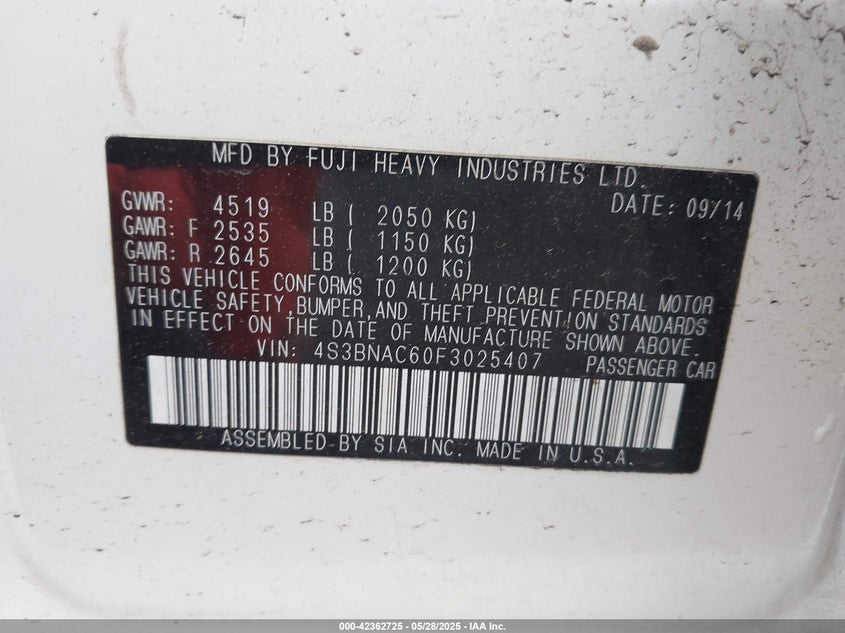 MFD BY FUJI HEAVY INDUSTRIES LTD.
GVWR: 4519 LB ( 2050 KG) DATE: 09/14
GAWR: F 2535 LB ( 1150 KG)
GAWR: R 2645 LB ( 1200 KG)
THIS VEHICLE CONFORMS TO ALL APPLICABLE FEDERAL MOTOR
VEHICLE SAFETY, BUMPER, AND THEFT PREVENTION STANDARDS
IN EFFECT ON THE DATE OF MANUFACTURE SHOWN ABOVE.
VIN: 4S3BNAC60F3025407 PASSENGER CAR
ASSEMBLED BY SIA INC. MADE IN U.S.A.
000-42362725 - 05/28/2025 - IAA Inc.